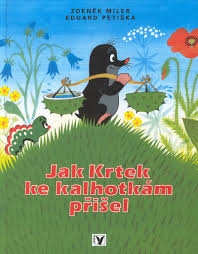 ZDENĚK MILER
EDUARD PETIŠKA
Jak Krtek
ke kalhotkám
přišel